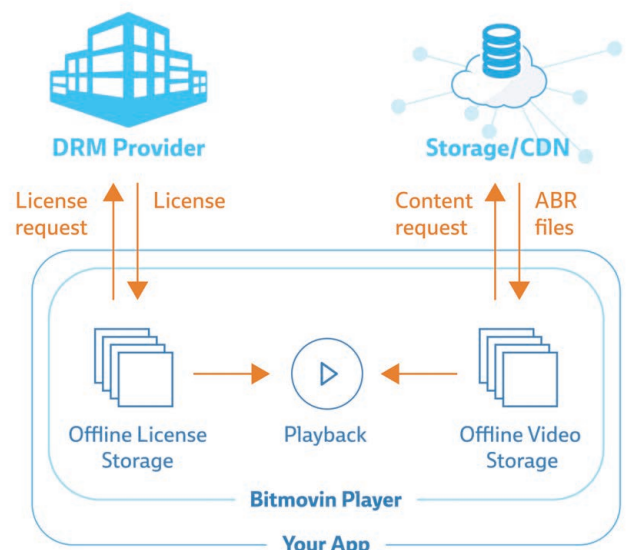 DRM Provider
Storage/CDN
License
request
License
Content
request
ABR
files
Offline License
Storage
Playback
Offline Video
Storage
Bitmovin Player
Your App